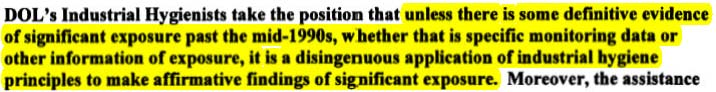 DOL's Industrial Hygienists take the position that unless there is some definitive evidence
of significant exposure past the mid-1990s, whether that is specific monitoring data or
other information of exposure, it is a disingenuous application of industrial hygiene
principles to make affirmative findings of significant exposure. Moreover, the assistance